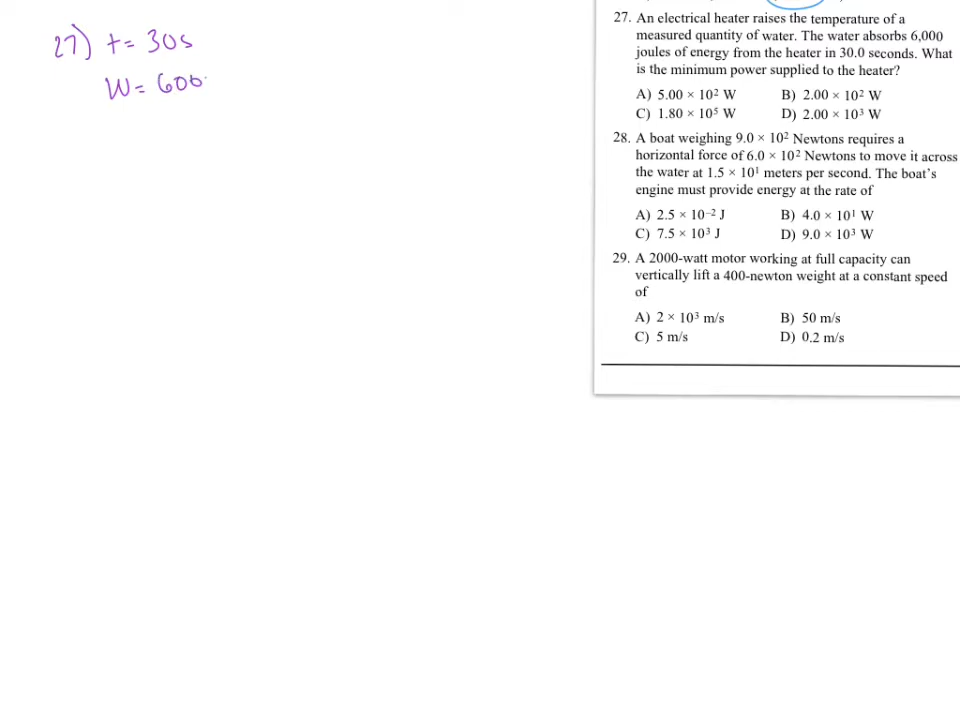 27) t= 30s
W= 600
27. An electrical heater raises the temperature of a
measured quantity of water. The water absorbs 6,000
joules of energy from the heater in 30.0 seconds. What
is the minimum power supplied to the heater?
A) 5.00 × 10² W B) 2.00 × 10² W
C) 1.80 × 10⁵ W D) 2.00 × 10³ W
28. A boat weighing 9.0 × 10² Newtons requires a
horizontal force of 6.0 × 10² Newtons to move it across
the water at 1.5 × 10¹ meters per second. The boat's
engine must provide energy at the rate of
A) 2.5 × 10⁻² J B) 4.0 × 10¹ W
C) 7.5 × 10³ J D) 9.0 × 10³ W
29. A 2000-watt motor working at full capacity can
vertically lift a 400-newton weight at a constant speed
of
A) 2 × 10³ m/s B) 50 m/s
C) 5 m/s D) 0.2 m/s